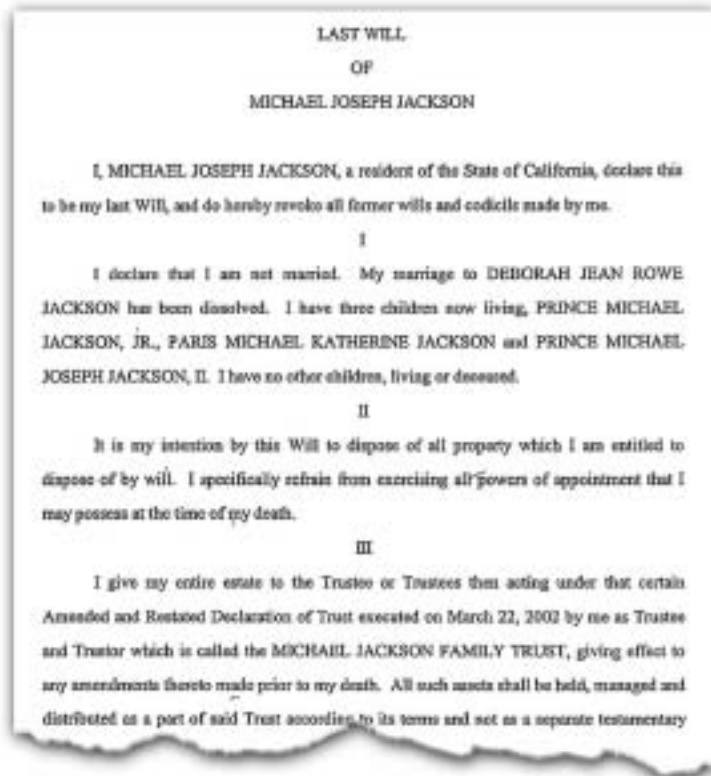 LAST WILL
OF
MICHAEL JOSEPH JACKSON
I, MICHAEL JOSEPH JACKSON, a resident of the State of California, declare this
to be my last Will, and do hereby revoke all former wills and codicils made by me.
I
I declare that I am not married. My marriage to DEBORAH JEAN ROWE
JACKSON has been dissolved. I have three children now living, PRINCE MICHAEL
JACKSON, JR., PARIS MICHAEL KATHERINE JACKSON and PRINCE MICHAEL
JOSEPH JACKSON, II. I have no other children, living or deceased.
II
It is my intention by this Will to dispose of all property which I am entitled to
dispose of by will. I specifically refrain from exercising all powers of appointment that I
may possess at the time of my death.
III
I give my entire estate to the Trustee or Trustees then acting under that certain
Amended and Restated Declaration of Trust executed on March 22, 2002 by me as Trustee
and Trustor which is called the MICHAEL JACKSON FAMILY TRUST, giving effect to
any amendments thereto made prior to my death. All such assets shall be held, managed and
distributed as a part of said Trust according to its terms and not as a separate testamentary